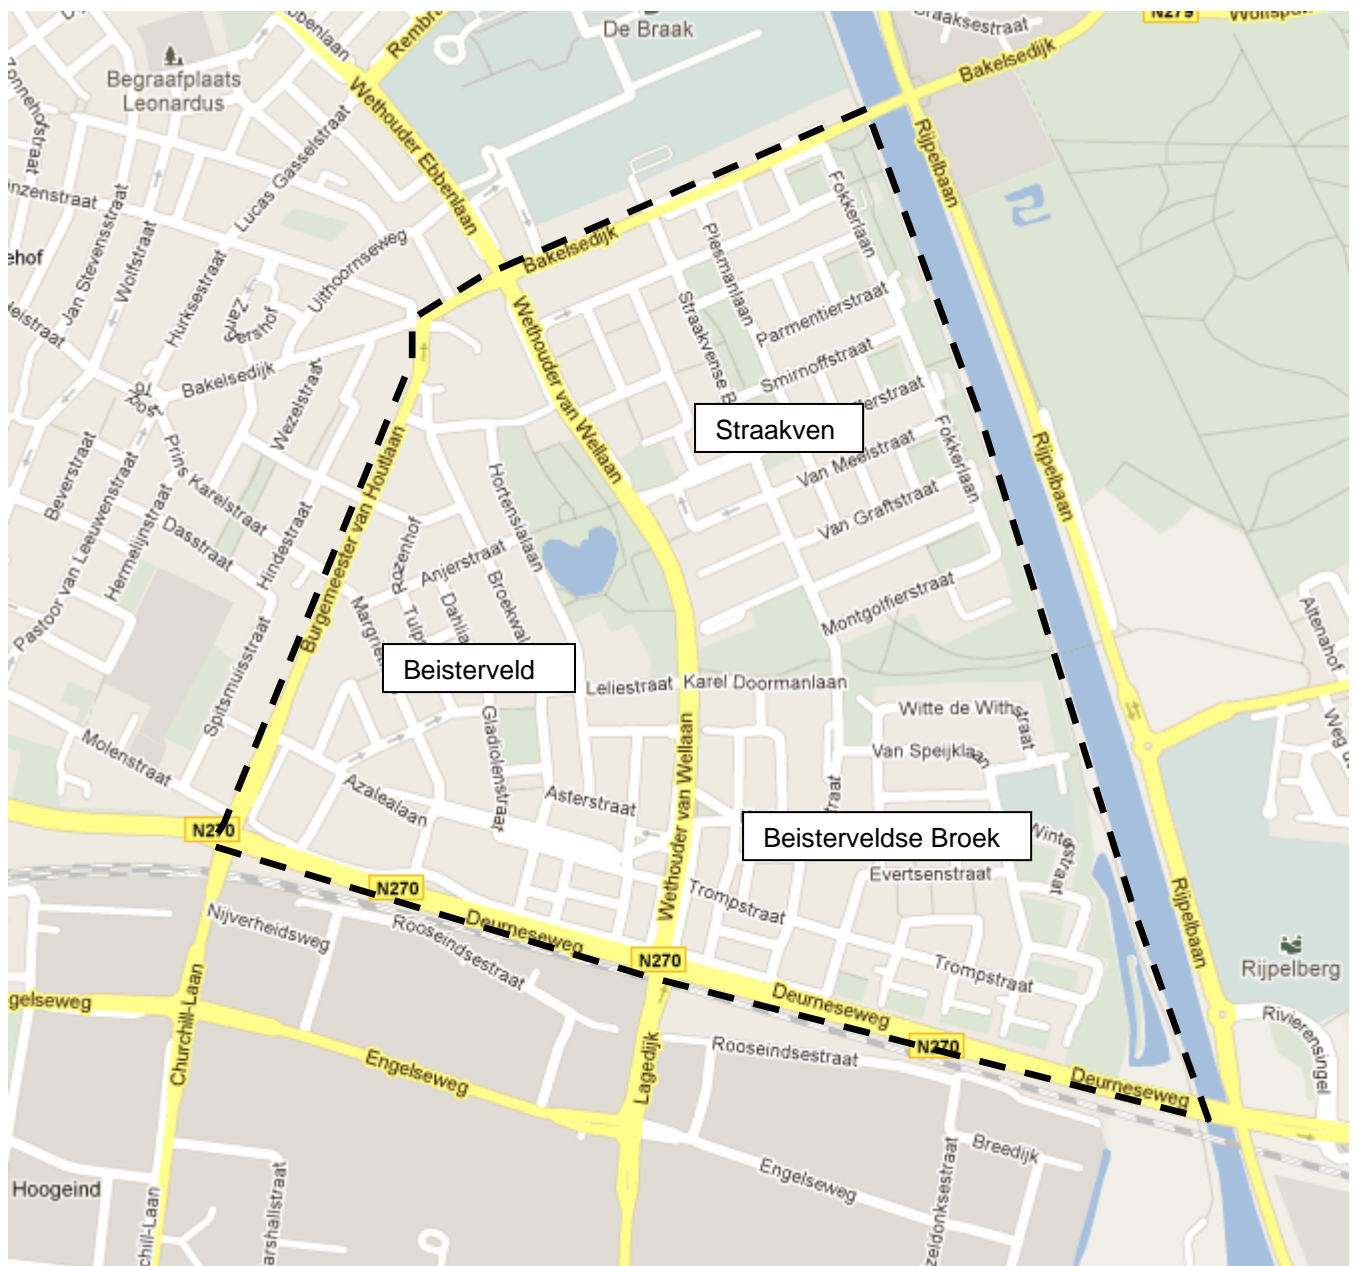 De Braak
Braaksestraat
N279
Bakelsedijk
Begraafplaats
Leonardus
Wethouder Ebbenlaan
Lucas Gasselstraat
Rijpelbaan
Fokkerlaan
Plesmanlaan
Jan Stevensstraat
Wolfstraat
Hurksestraat
Uithoornseweg
Bakelsedijk
Wethouder van Wellaan
Parmentierstraat
Smirnoffstraat
Bakelsedijk
Wezelstraat
Straakven
Beverstraat
Prins Karelstraat
Hortensialaan
Van Meelstraat
Fokkerlaan
Rijpelbaan
Pastoor van Leeuwenstraat
Hermelijnstraat
Dasstraat
Hindestraat
Burgemeester van Houtlaan
Rozenhof
Anjerstraat
Van Graftstraat
Montgolfierstraat
Altenahof
Spitsmuisstraat
Beisterveld
Leliestraat
Karel Doormanlaan
Witte de Withstraat
Van Speijklaan
Molenstraat
Azalealaan
Gladiolenstraat
Asterstraat
Wethouder van Wellaan
Beisterveldse Broek
N270
Evertsenstraat
N270
Trompstraat
Rijpelbaan
Nijverheidsweg
Rooseindsestraat
Deurneseweg
N270
Trompstraat
Rijpelberg
Churchill-Laan
Engelseweg
Lagedijk
Deurneseweg
N270
Rooseindsestraat
Deurneseweg
Rivierensingel
Breedijk
Engelseweg
Hoogeind